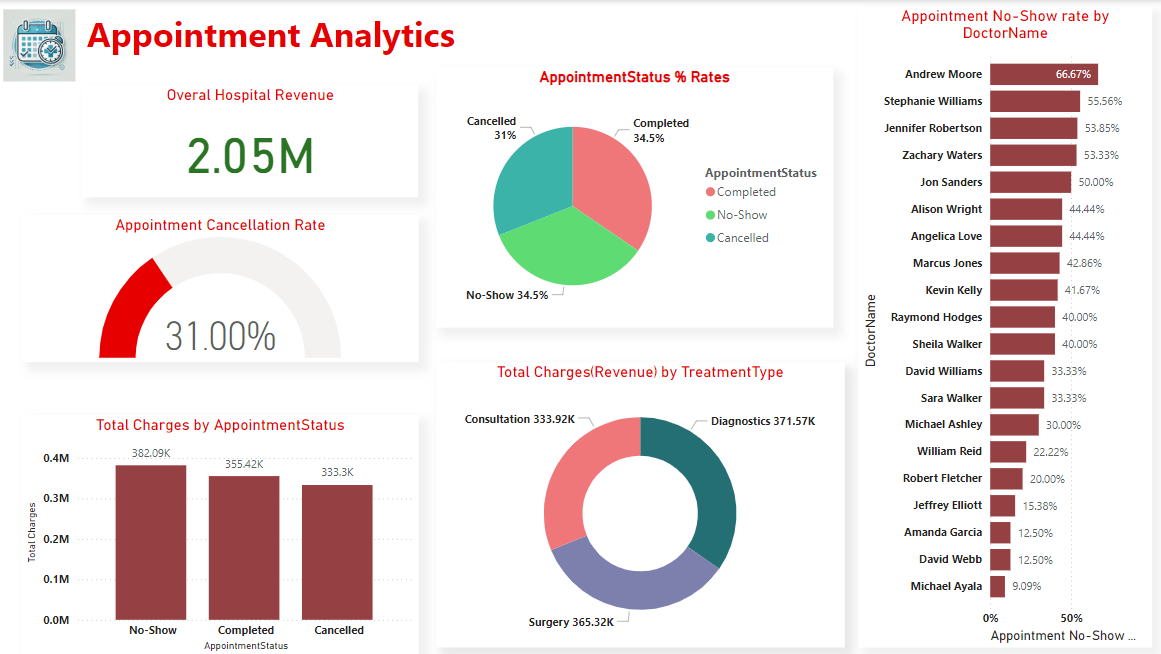 Appointment Analytics
Overal Hospital Revenue
2.05M
Appointment Cancellation Rate
31.00%
Total Charges by AppointmentStatus
Total Charges
0.4M
0.3M
0.2M
0.1M
0.0M
382.09K
355.42K
333.3K
No-Show
Completed
Cancelled
AppointmentStatus
AppointmentStatus % Rates
Cancelled
31%
Completed
34.5%
No-Show 34.5%
AppointmentStatus
Completed
No-Show
Cancelled
Total Charges(Revenue) by TreatmentType
Consultation 333.92K
Diagnostics 371.57K
Surgery 365.32K
Appointment No-Show rate by
DoctorName
DoctorName
Andrew Moore 66.67%
Stephanie Williams 55.56%
Jennifer Robertson 53.85%
Zachary Waters 53.33%
Jon Sanders 50.00%
Alison Wright 44.44%
Angelica Love 44.44%
Marcus Jones 42.86%
Kevin Kelly 41.67%
Raymond Hodges 40.00%
Sheila Walker 40.00%
David Williams 33.33%
Sara Walker 33.33%
Michael Ashley 30.00%
William Reid 22.22%
Robert Fletcher 20.00%
Jeffrey Elliott 15.38%
Amanda Garcia 12.50%
David Webb 12.50%
Michael Ayala 9.09%
0% 50%
Appointment No-Show ...